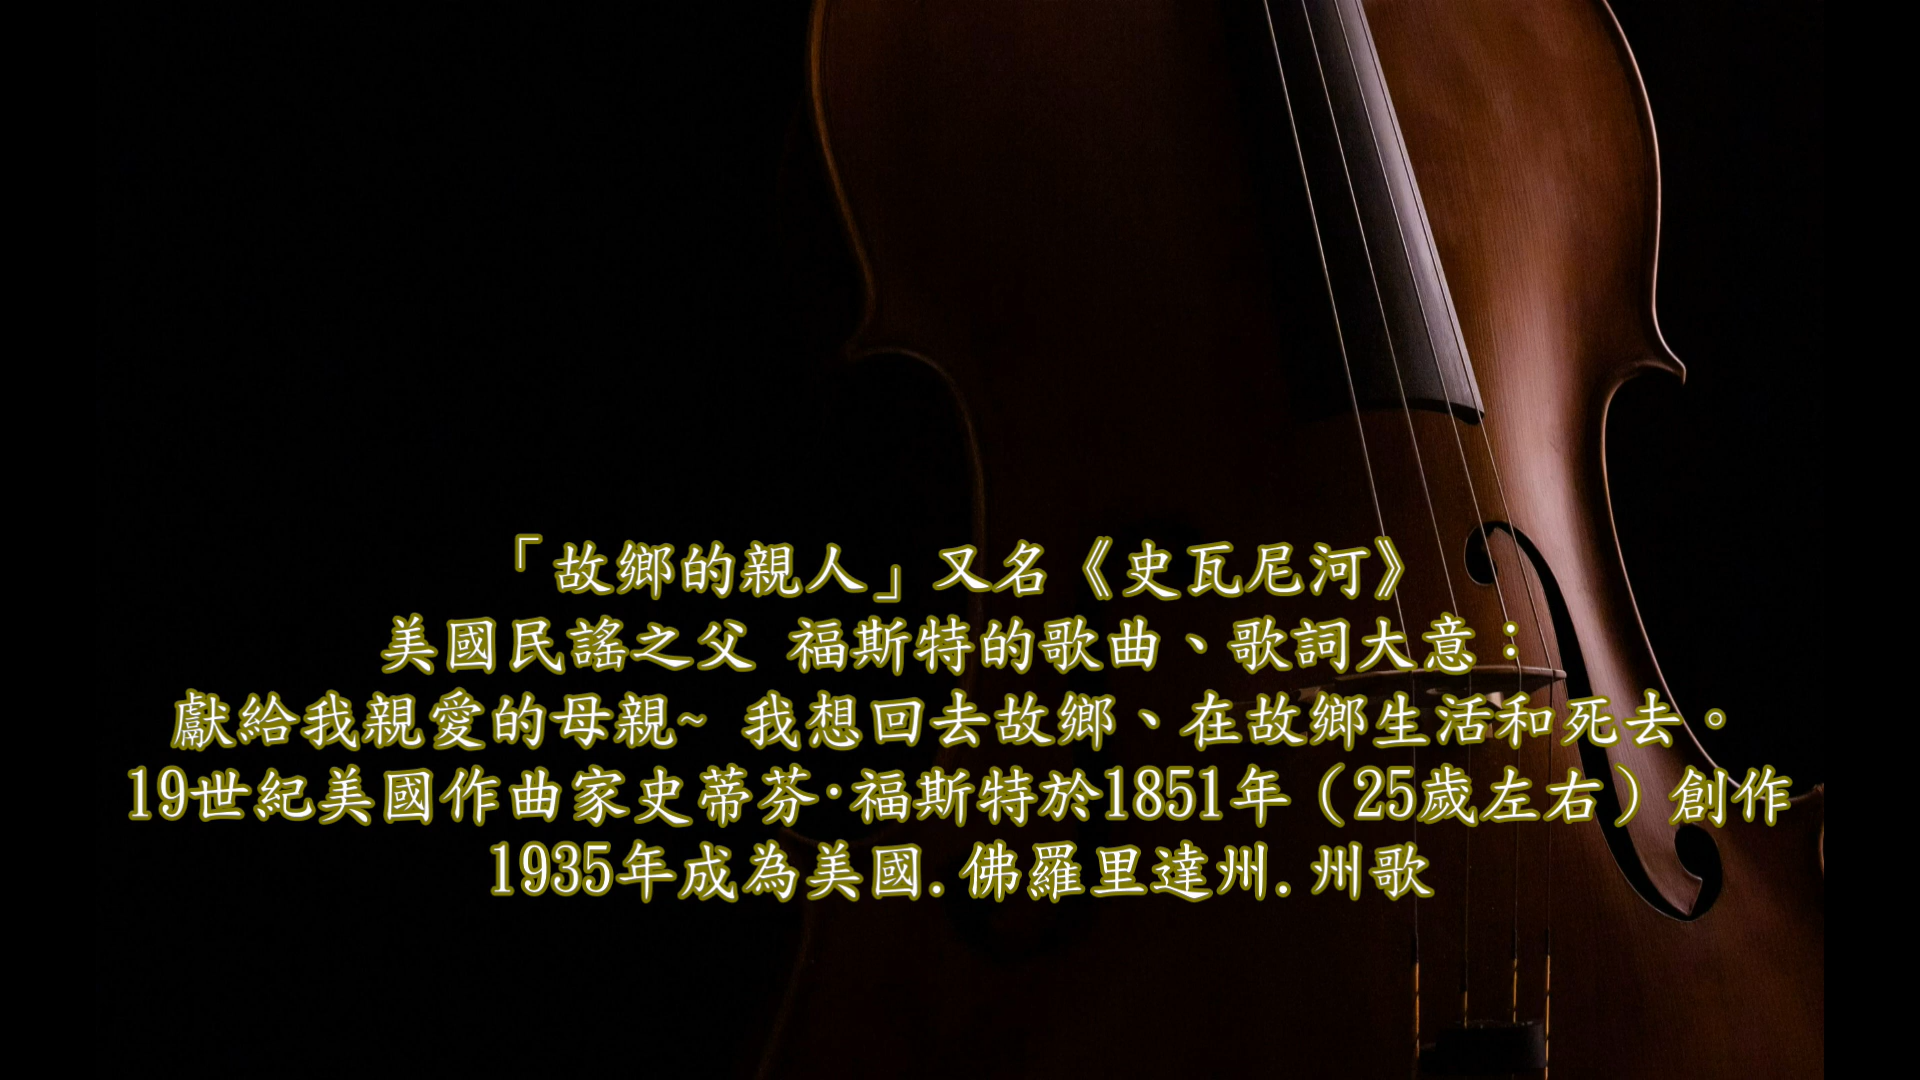 「故鄉的親人」又名《史瓦尼河》
美國民謠之父 福斯特的歌曲、歌詞大意：
獻給我親愛的母親~ 我想回去故鄉、在故鄉生活和死去。
19世紀美國作曲家史蒂芬·福斯特於1851年（25歲左右）創作
1935年成為美國.佛羅里達州.州歌